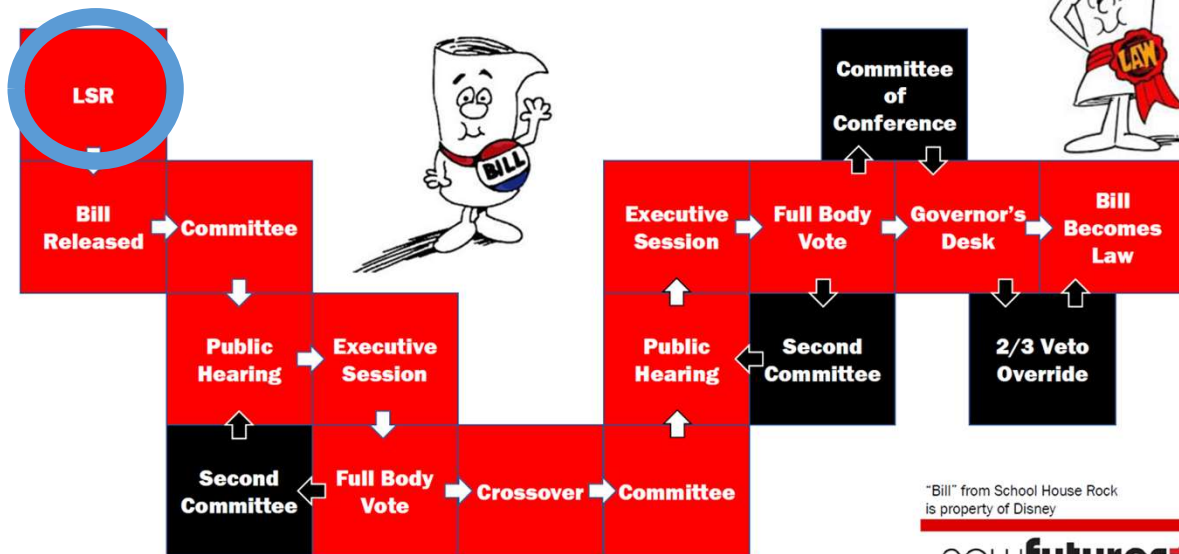 LSR
Bill
Released
Committee
Public
Hearing
Executive
Session
Second
Committee
Full Body
Vote
Crossover
Committee
Public
Hearing
Executive
Session
Full Body
Vote
Second
Committee
Committee
of
Conference
Governor's
Desk
2/3 Veto
Override
Bill
Becomes
Law
BILL
LAW
"Bill" from School House Rock
is property of Disney